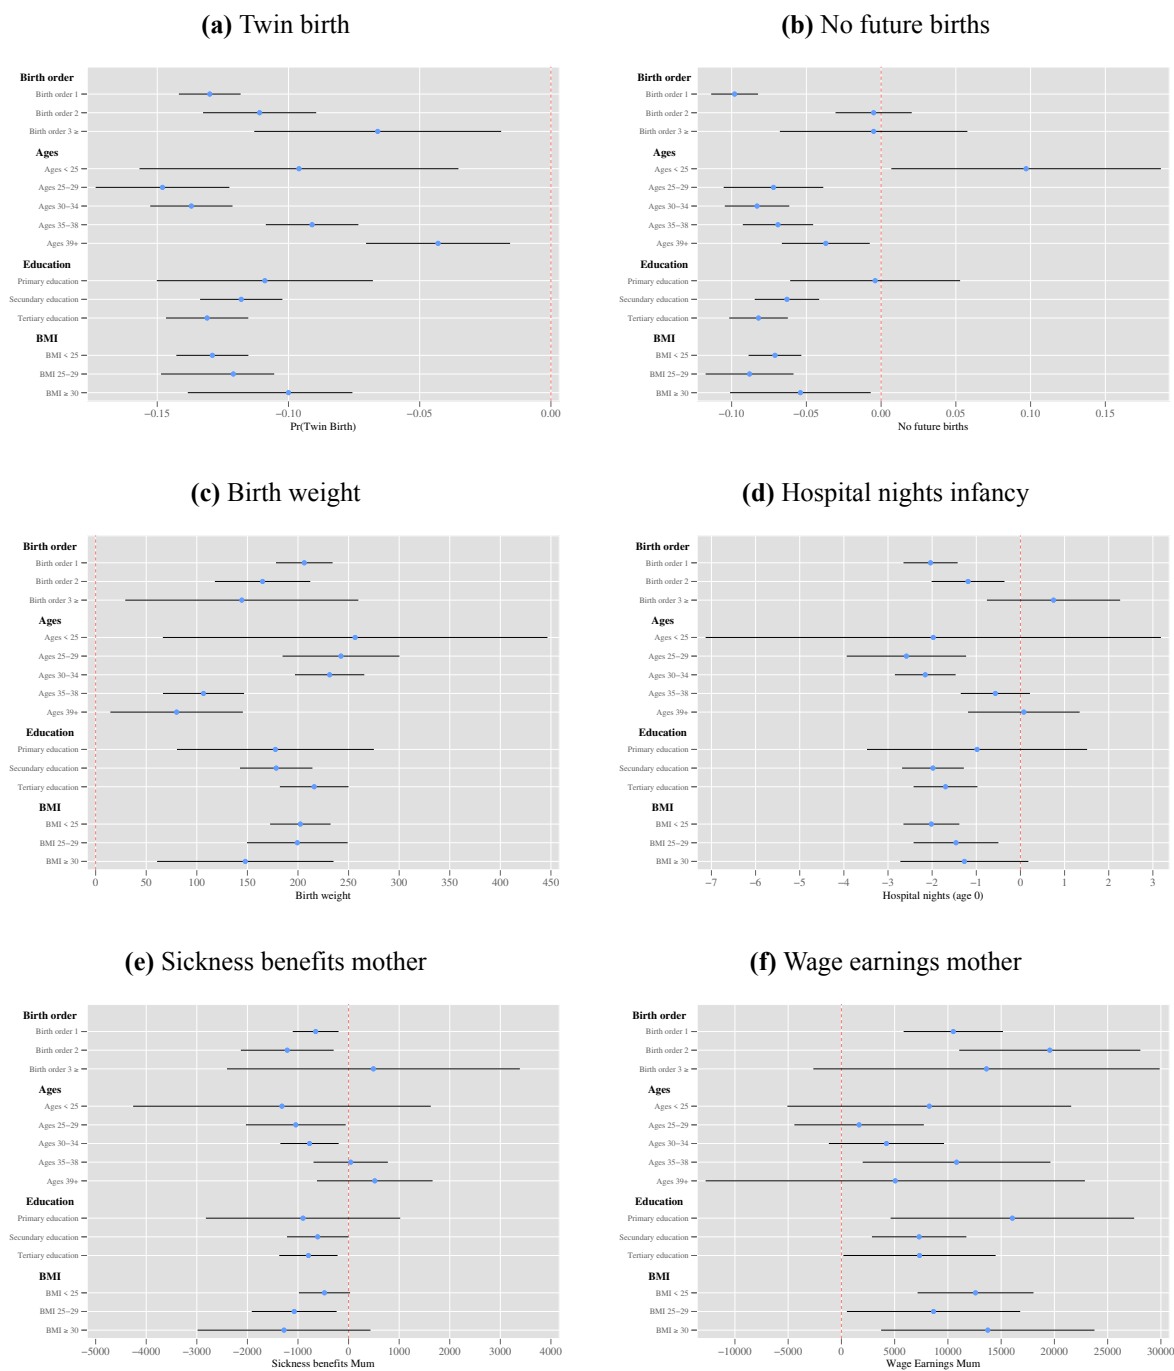 (a) Twin birth
Birth order
Birth order 1
Birth order 2
Birth order 3 ≥
Ages
Ages < 25
Ages 25−29
Ages 30−34
Ages 35−38
Ages 39+
Education
Primary education
Secundary education
Tertiary education
BMI
BMI < 25
BMI 25−29
BMI ≥ 30
−0.15 −0.10 −0.05 0.00
Pr(Twin Birth)
(b) No future births
Birth order
Birth order 1
Birth order 2
Birth order 3 ≥
Ages
Ages < 25
Ages 25−29
Ages 30−34
Ages 35−38
Ages 39+
Education
Primary education
Secundary education
Tertiary education
BMI
BMI < 25
BMI 25−29
BMI ≥ 30
−0.10 −0.05 0.00 0.05 0.10 0.15
No future births
(c) Birth weight
Birth order
Birth order 1
Birth order 2
Birth order 3 ≥
Ages
Ages < 25
Ages 25−29
Ages 30−34
Ages 35−38
Ages 39+
Education
Primary education
Secundary education
Tertiary education
BMI
BMI < 25
BMI 25−29
BMI ≥ 30
0 50 100 150 200 250 300 350 400 450
Birth weight
(d) Hospital nights infancy
Birth order
Birth order 1
Birth order 2
Birth order 3 ≥
Ages
Ages < 25
Ages 25−29
Ages 30−34
Ages 35−38
Ages 39+
Education
Primary education
Secundary education
Tertiary education
BMI
BMI < 25
BMI 25−29
BMI ≥ 30
−7 −6 −5 −4 −3 −2 −1 0 1 2 3
Hospital nights (age 0)
(e) Sickness benefits mother
Birth order
Birth order 1
Birth order 2
Birth order 3 ≥
Ages
Ages < 25
Ages 25−29
Ages 30−34
Ages 35−38
Ages 39+
Education
Primary education
Secundary education
Tertiary education
BMI
BMI < 25
BMI 25−29
BMI ≥ 30
−5000 −4000 −3000 −2000 −1000 0 1000 2000 3000 4000
Sickness benefits Mum
(f) Wage earnings mother
Birth order
Birth order 1
Birth order 2
Birth order 3 ≥
Ages
Ages < 25
Ages 25−29
Ages 30−34
Ages 35−38
Ages 39+
Education
Primary education
Secundary education
Tertiary education
BMI
BMI < 25
BMI 25−29
BMI ≥ 30
−10000 −5000 0 5000 10000 15000 20000 25000 30000
Wage Earnings Mum